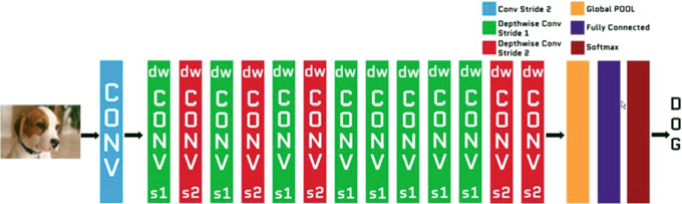 Conv Stride 2
Depthwise Conv
Stride 1
Depthwise Conv
Stride 2
Global POOL
Fully Connected
Softmax
CONV
dw CONV s1
dw CONV s2
dw CONV s1
dw CONV s2
dw CONV s1
dw CONV s2
dw CONV s1
dw CONV s1
dw CONV s1
dw CONV s1
dw CONV s1
dw CONV s2
dw CONV s2
DOG